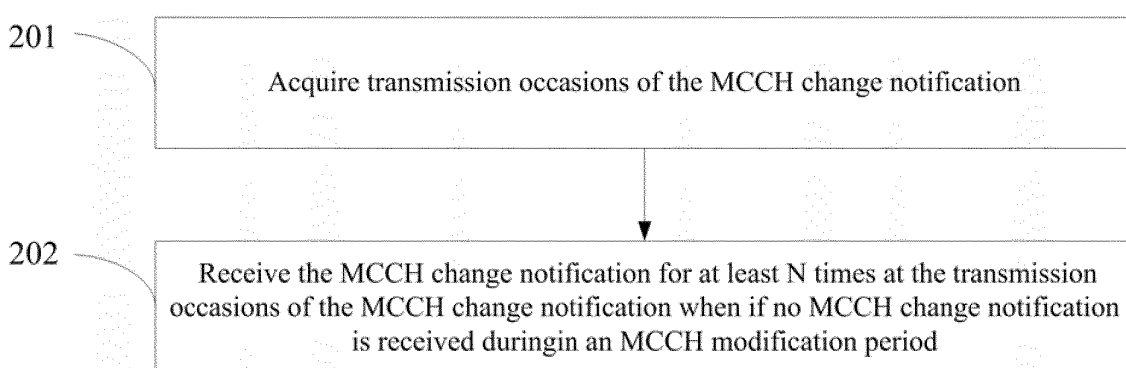 201
Acquire transmission occasions of the MCCH change notification
202
Receive the MCCH change notification for at least N times at the transmission
occasions of the MCCH change notification when if no MCCH change notification
is received duringin an MCCH modification period